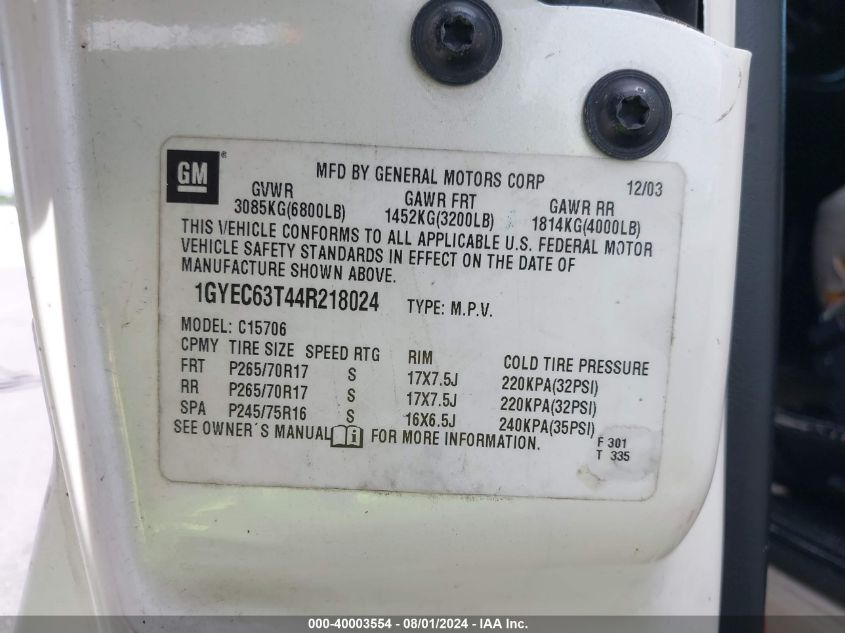 GM ® MFD BY GENERAL MOTORS CORP 12/03
GVWR GAWR FRT GAWR RR
3085KG(6800LB) 1452KG(3200LB) 1814KG(4000LB)
THIS VEHICLE CONFORMS TO ALL APPLICABLE U.S. FEDERAL MOTOR
VEHICLE SAFETY STANDARDS IN EFFECT ON THE DATE OF
MANUFACTURE SHOWN ABOVE.
1GYEC63T44R218024 TYPE: M.P.V.
MODEL: C15706
CPMY TIRE SIZE SPEED RTG RIM COLD TIRE PRESSURE
FRT P265/70R17 S 17X7.5J 220KPA(32PSI)
RR P265/70R17 S 17X7.5J 220KPA(32PSI)
SPA P245/75R16 S 16X6.5J 240KPA(35PSI)
SEE OWNER'S MANUAL i FOR MORE INFORMATION.
F 301
T 335
000-40003554 - 08/01/2024 - IAA Inc.